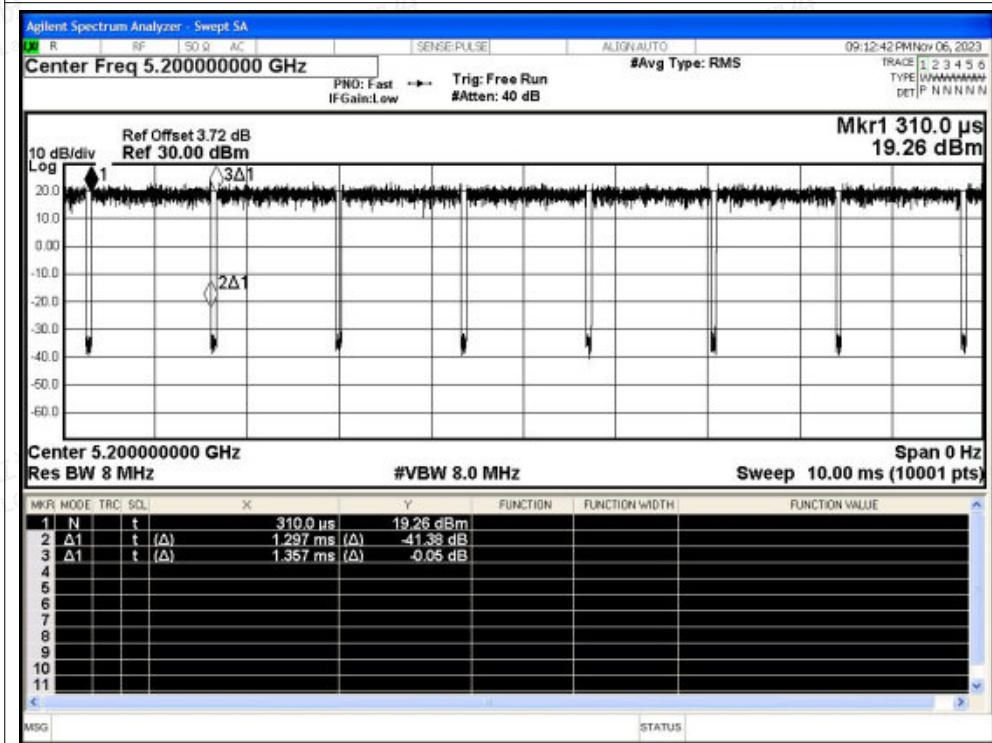 Agilent Spectrum Analyzer - Swept SA
LXI R RF 50 Ω AC SENSE:PULSE ALIGN AUTO 09:12:42 PM Nov 06, 2023
Center Freq 5.200000000 GHz #Avg Type: RMS TRACE 1 2 3 4 5 6
PNO: Fast Trig: Free Run TYPE WWWWWW
IFGain:Low #Atten: 40 dB DET P N N N N N
Mkr1 310.0 µs
Ref Offset 3.72 dB
10 dB/div Ref 30.00 dBm 19.26 dBm
Log
1 3Δ1
20.0
10.0
0.00
-10.0
2Δ1
-20.0
-30.0
-40.0
-50.0
-60.0
Center 5.200000000 GHz Span 0 Hz
Res BW 8 MHz #VBW 8.0 MHz Sweep 10.00 ms (10001 pts)
MKR MODE TRC SCL X Y FUNCTION FUNCTION WIDTH FUNCTION VALUE
1 N t 310.0 µs 19.26 dBm
2 Δ1 t (Δ) 1.297 ms (Δ) -41.38 dB
3 Δ1 t (Δ) 1.357 ms (Δ) -0.05 dB
4
5
6
7
8
9
10
11
MSG STATUS